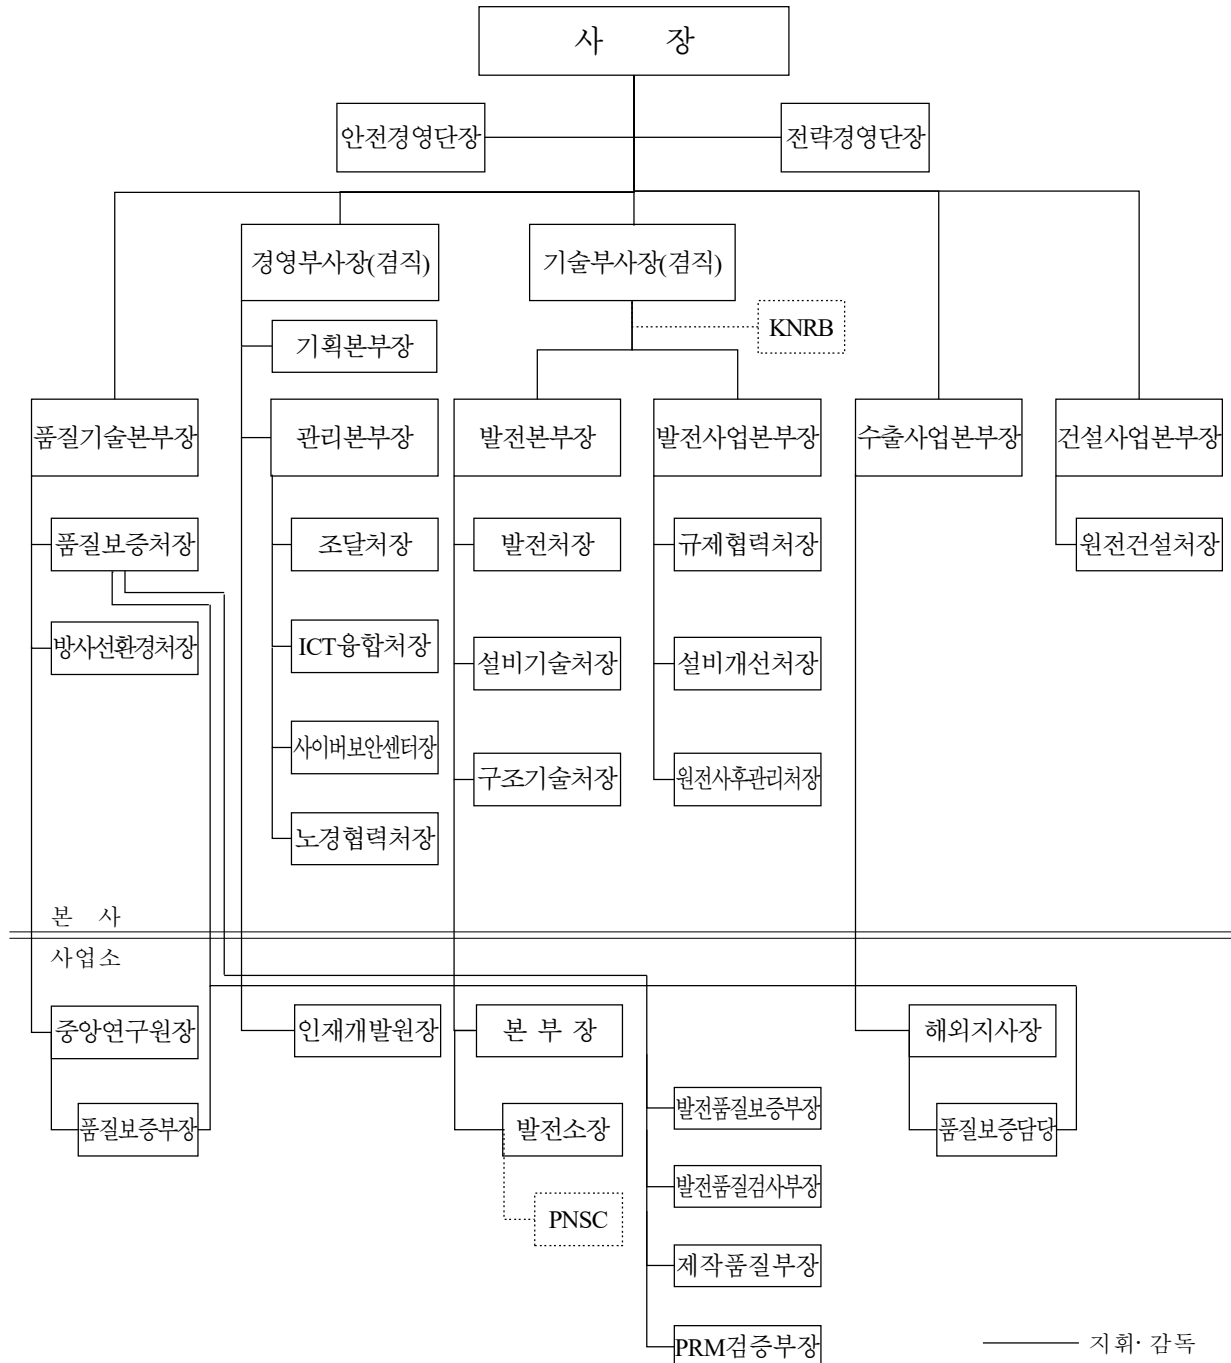 사 장
안전경영단장
전략경영단장
경영부사장(겸직)
기술부사장(겸직)
KNRB
기획본부장
품질기술본부장
관리본부장
발전본부장
발전사업본부장
수출사업본부장
건설사업본부장
품질보증처장
조달처장
발전처장
규제협력처장
원전건설처장
방사선환경처장
ICT융합처장
설비기술처장
설비개선처장
사이버보안센터장
구조기술처장
원전사후관리처장
노경협력처장
본 사
사업소
중앙연구원장
인재개발원장
본 부 장
해외지사장
품질보증부장
발전소장
발전품질보증부장
품질보증담당
발전품질검사부장
PNSC
제작품질부장
PRM검증부장
지휘· 감독